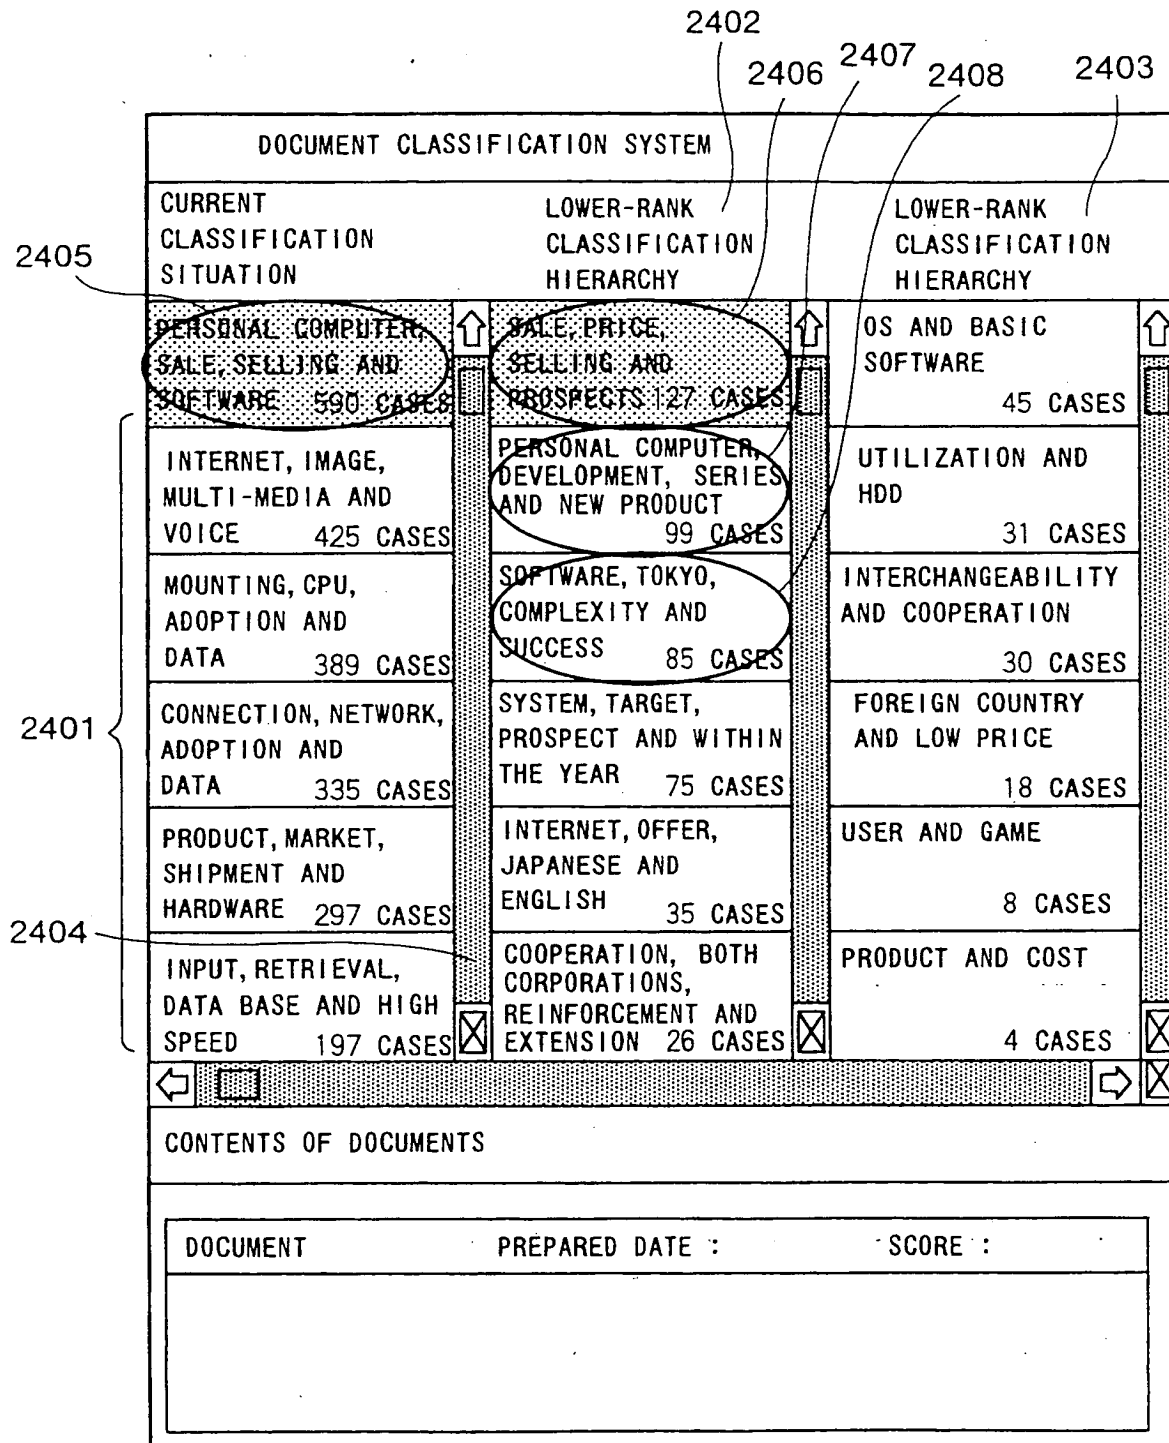 2402
2407
2406
2408
2403
DOCUMENT CLASSIFICATION SYSTEM
CURRENT
CLASSIFICATION
SITUATION
LOWER-RANK
CLASSIFICATION
HIERARCHY
LOWER-RANK
CLASSIFICATION
HIERARCHY
2405
PERSONAL COMPUTER,
SALE, SELLING AND
SOFTWARE 590 CASES
SALE, PRICE,
SELLING AND
PROSPECTS 127 CASES
OS AND BASIC
SOFTWARE
45 CASES
INTERNET, IMAGE,
MULTI-MEDIA AND
VOICE 425 CASES
PERSONAL COMPUTER,
DEVELOPMENT, SERIES
AND NEW PRODUCT
99 CASES
UTILIZATION AND
HDD
31 CASES
MOUNTING, CPU,
ADOPTION AND
DATA 389 CASES
SOFTWARE, TOKYO,
COMPLEXITY AND
SUCCESS 85 CASES
INTERCHANGEABILITY
AND COOPERATION
30 CASES
2401
CONNECTION, NETWORK,
ADOPTION AND
DATA 335 CASES
SYSTEM, TARGET,
PROSPECT AND WITHIN
THE YEAR 75 CASES
FOREIGN COUNTRY
AND LOW PRICE
18 CASES
PRODUCT, MARKET,
SHIPMENT AND
HARDWARE 297 CASES
INTERNET, OFFER,
JAPANESE AND
ENGLISH 35 CASES
USER AND GAME
8 CASES
2404
INPUT, RETRIEVAL,
DATA BASE AND HIGH
SPEED 197 CASES
COOPERATION, BOTH
CORPORATIONS,
REINFORCEMENT AND
EXTENSION 26 CASES
PRODUCT AND COST
4 CASES
CONTENTS OF DOCUMENTS
DOCUMENT PREPARED DATE : SCORE :